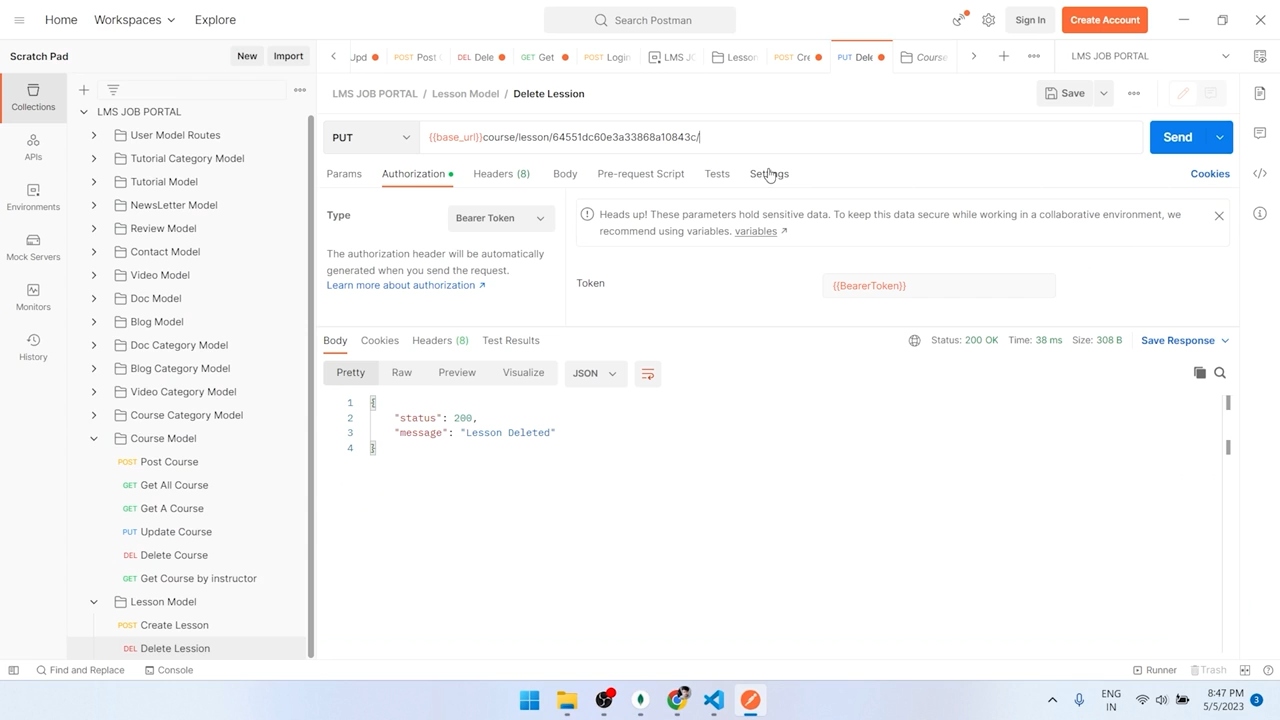 Home Workspaces Explore Search Postman Sign In Create Account
Scratch Pad New Import
Upd POST Post DEL Dele GET Get POST Login LMS JO Lesson POST Cre PUT Dele Course LMS JOB PORTAL
Collections
APIs
Environments
Mock Servers
Monitors
History
LMS JOB PORTAL
User Model Routes
Tutorial Category Model
Tutorial Model
NewsLetter Model
Review Model
Contact Model
Video Model
Doc Model
Blog Model
Doc Category Model
Blog Category Model
Video Category Model
Course Category Model
Course Model
POST Post Course
GET Get All Course
GET Get A Course
PUT Update Course
DEL Delete Course
GET Get Course by instructor
Lesson Model
POST Create Lesson
DEL Delete Lession
LMS JOB PORTAL / Lesson Model / Delete Lession Save
PUT {{base_url}}course/lesson/64551dc60e3a33868a10843c/ Send
Params Authorization Headers (8) Body Pre-request Script Tests Settings Cookies
Type Bearer Token
The authorization header will be automatically
generated when you send the request.
Learn more about authorization ↗
Heads up! These parameters hold sensitive data. To keep this data secure while working in a collaborative environment, we
recommend using variables. variables ↗
Token {{BearerToken}}
Body Cookies Headers (8) Test Results Status: 200 OK Time: 38 ms Size: 308 B Save Response
Pretty Raw Preview Visualize JSON
1 {
2 "status": 200,
3 "message": "Lesson Deleted"
4 }
Find and Replace Console Runner Trash
ENG
IN
8:47 PM
5/5/2023
3